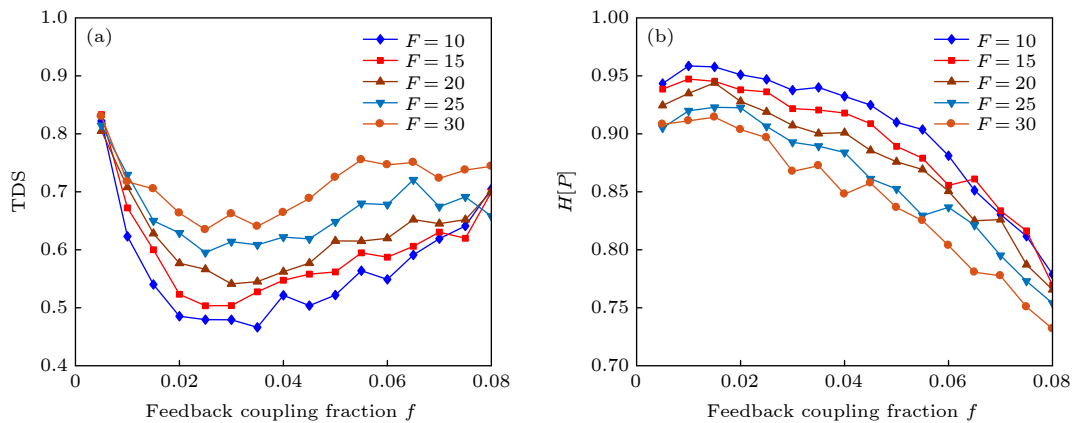 (a)
F = 10
F = 15
F = 20
F = 25
F = 30
TDS
1.0
0.9
0.8
0.7
0.6
0.5
0.4
0 0.02 0.04 0.06 0.08
Feedback coupling fraction f
(b)
F = 10
F = 15
F = 20
F = 25
F = 30
H[P]
1.00
0.95
0.90
0.85
0.80
0.75
0.70
0 0.02 0.04 0.06 0.08
Feedback coupling fraction f